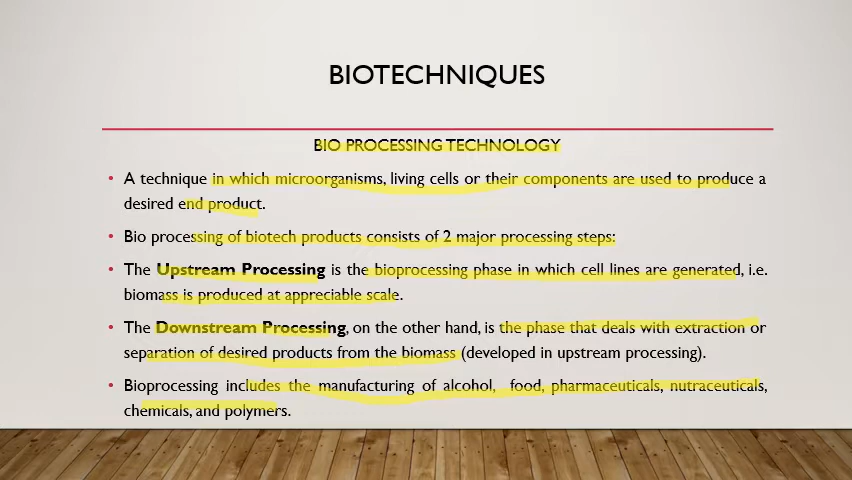 BIOTECHNIQUES
BIO PROCESSING TECHNOLOGY
• A technique in which microorganisms, living cells or their components are used to produce a
desired end product.
• Bio processing of biotech products consists of 2 major processing steps:
• The Upstream Processing is the bioprocessing phase in which cell lines are generated, i.e.
biomass is produced at appreciable scale.
• The Downstream Processing, on the other hand, is the phase that deals with extraction or
separation of desired products from the biomass (developed in upstream processing).
• Bioprocessing includes the manufacturing of alcohol, food, pharmaceuticals, nutraceuticals,
chemicals, and polymers.